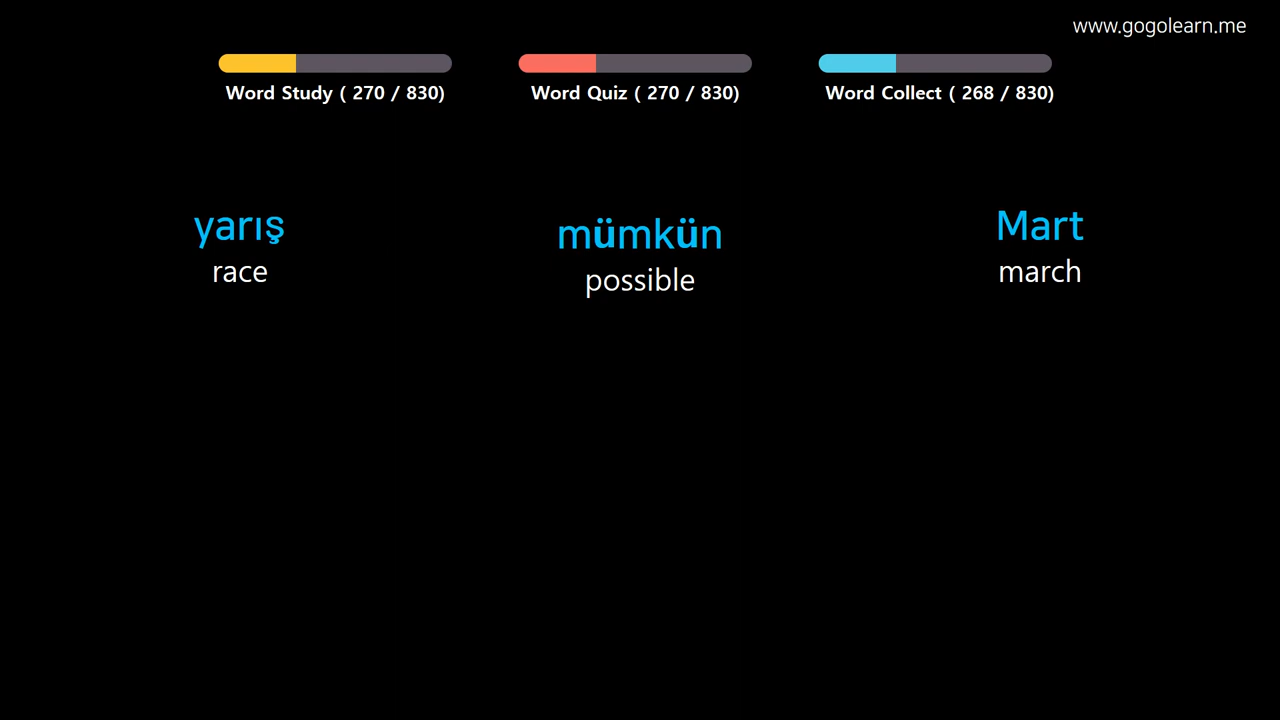 www.gogolearn.me
Word Study ( 270 / 830)
Word Quiz ( 270 / 830)
Word Collect ( 268 / 830)
yarış
race
mümkün
possible
Mart
march